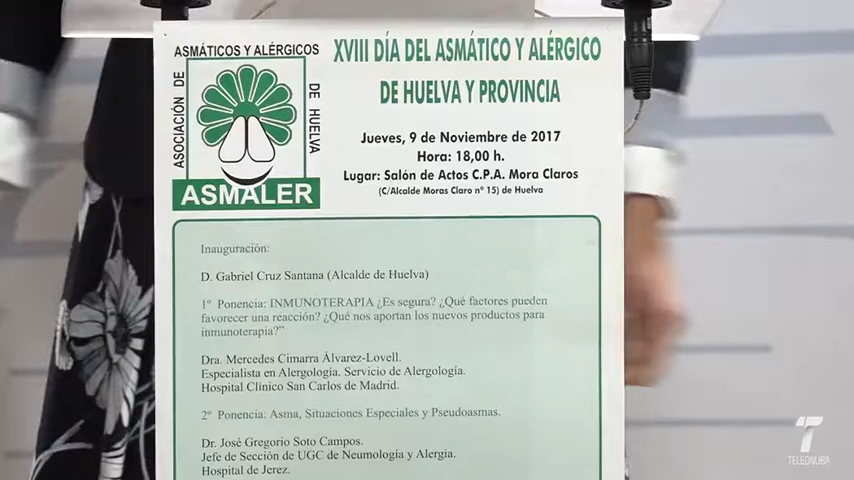 ASMÁTICOS Y ALÉRGICOS
ASOCIACIÓN DE
DE HUELVA
ASMALER
XVIII DÍA DEL ASMÁTICO Y ALÉRGICO
DE HUELVA Y PROVINCIA
Jueves, 9 de Noviembre de 2017
Hora: 18,00 h.
Lugar: Salón de Actos C.P.A. Mora Claros
(C/Alcalde Moras Claro nº 15) de Huelva
Inauguración:
D. Gabriel Cruz Santana (Alcalde de Huelva)
1º Ponencia: INMUNOTERAPIA ¿Es segura? ¿Qué factores pueden
favorecer una reacción? ¿Qué nos aportan los nuevos productos para
inmunoterapia?”
Dra. Mercedes Cimarra Álvarez-Lovell.
Especialista en Alergología. Servicio de Alergología.
Hospital Clínico San Carlos de Madrid.
2º Ponencia: Asma, Situaciones Especiales y Pseudoasmas.
Dr. José Gregorio Soto Campos.
Jefe de Sección de UGC de Neumología y Alergia.
Hospital de Jerez.
TELEONUBA